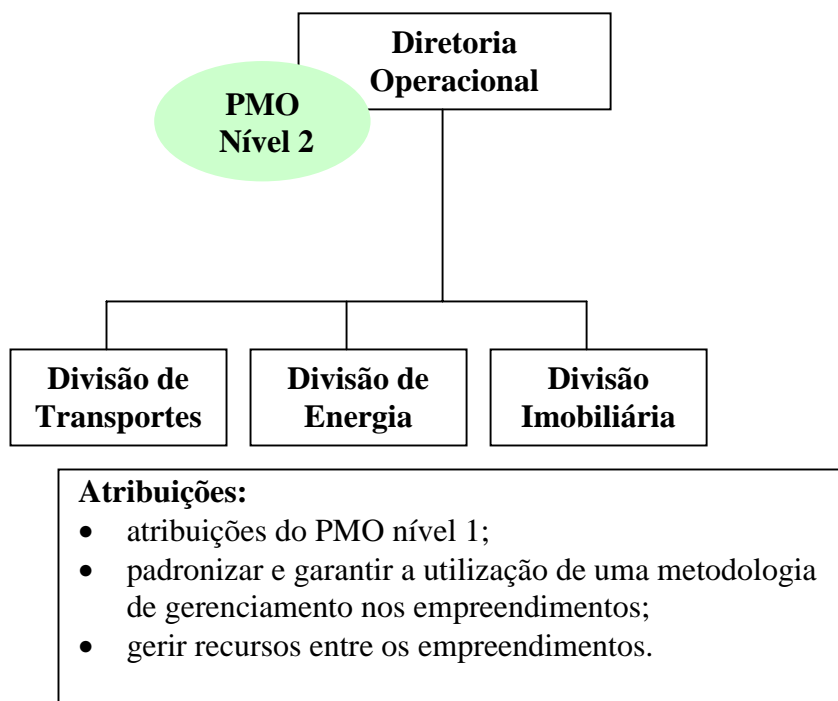 Diretoria
Operacional
PMO
Nível 2
Divisão de
Transportes
Divisão de
Energia
Divisão
Imobiliária
Atribuições:
• atribuições do PMO nível 1;
• padronizar e garantir a utilização de uma metodologia
de gerenciamento nos empreendimentos;
• gerir recursos entre os empreendimentos.